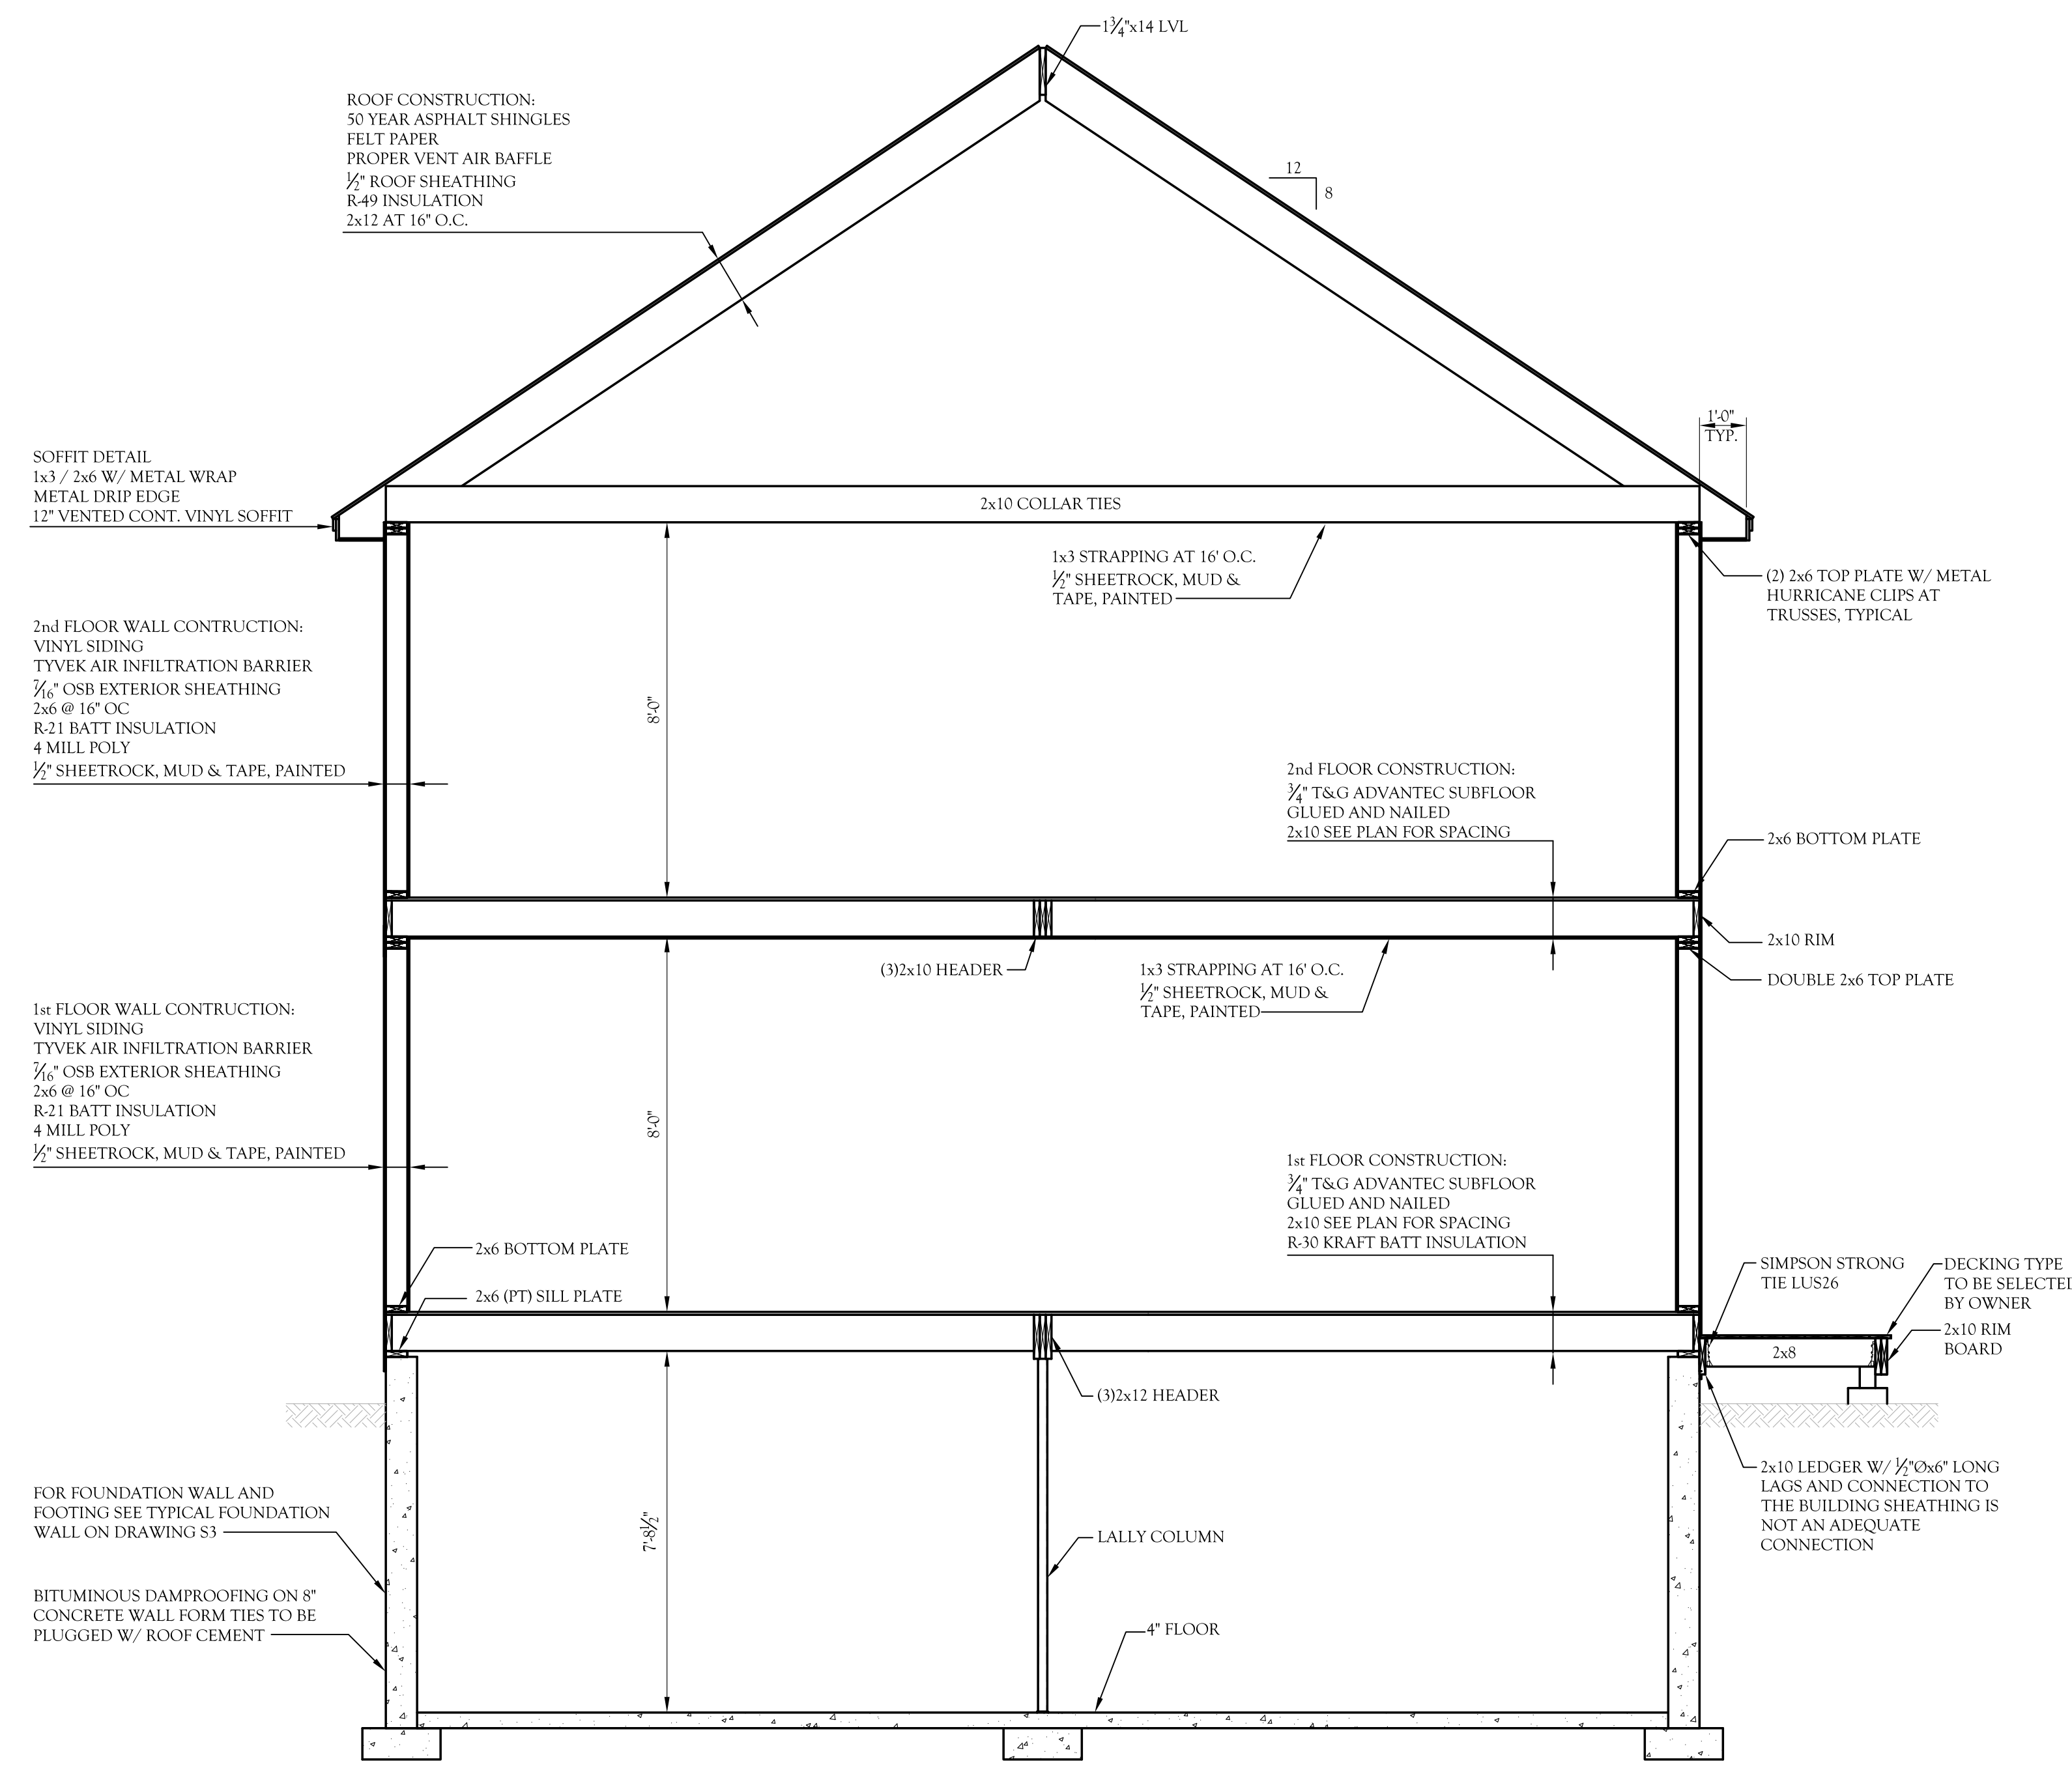 1¾"x14 LVL
ROOF CONSTRUCTION:
50 YEAR ASPHALT SHINGLES
FELT PAPER
PROPER VENT AIR BAFFLE
½" ROOF SHEATHING
R-49 INSULATION
2x12 AT 16" O.C.
12
8
1'-0"
TYP.
SOFFIT DETAIL
1x3 / 2x6 W/ METAL WRAP
METAL DRIP EDGE
12" VENTED CONT. VINYL SOFFIT
2x10 COLLAR TIES
1x3 STRAPPING AT 16' O.C.
½" SHEETROCK, MUD &
TAPE, PAINTED
(2) 2x6 TOP PLATE W/ METAL
HURRICANE CLIPS AT
TRUSSES, TYPICAL
2nd FLOOR WALL CONTRUCTION:
VINYL SIDING
TYVEK AIR INFILTRATION BARRIER
7/16" OSB EXTERIOR SHEATHING
2x6 @ 16" OC
R-21 BATT INSULATION
4 MILL POLY
½" SHEETROCK, MUD & TAPE, PAINTED
8'-0"
2nd FLOOR CONSTRUCTION:
¾" T&G ADVANTEC SUBFLOOR
GLUED AND NAILED
2x10 SEE PLAN FOR SPACING
2x6 BOTTOM PLATE
2x10 RIM
DOUBLE 2x6 TOP PLATE
(3)2x10 HEADER
1x3 STRAPPING AT 16' O.C.
½" SHEETROCK, MUD &
TAPE, PAINTED
1st FLOOR WALL CONTRUCTION:
VINYL SIDING
TYVEK AIR INFILTRATION BARRIER
7/16" OSB EXTERIOR SHEATHING
2x6 @ 16" OC
R-21 BATT INSULATION
4 MILL POLY
½" SHEETROCK, MUD & TAPE, PAINTED
8'-0"
1st FLOOR CONSTRUCTION:
¾" T&G ADVANTEC SUBFLOOR
GLUED AND NAILED
2x10 SEE PLAN FOR SPACING
R-30 KRAFT BATT INSULATION
2x6 BOTTOM PLATE
2x6 (PT) SILL PLATE
SIMPSON STRONG
TIE LUS26
DECKING TYPE
TO BE SELECTED
BY OWNER
2x10 RIM
BOARD
2x8
(3)2x12 HEADER
2x10 LEDGER W/ ½"Øx6" LONG
LAGS AND CONNECTION TO
THE BUILDING SHEATHING IS
NOT AN ADEQUATE
CONNECTION
FOR FOUNDATION WALL AND
FOOTING SEE TYPICAL FOUNDATION
WALL ON DRAWING S3
7'-8½"
LALLY COLUMN
BITUMINOUS DAMPROOFING ON 8"
CONCRETE WALL FORM TIES TO BE
PLUGGED W/ ROOF CEMENT
4" FLOOR